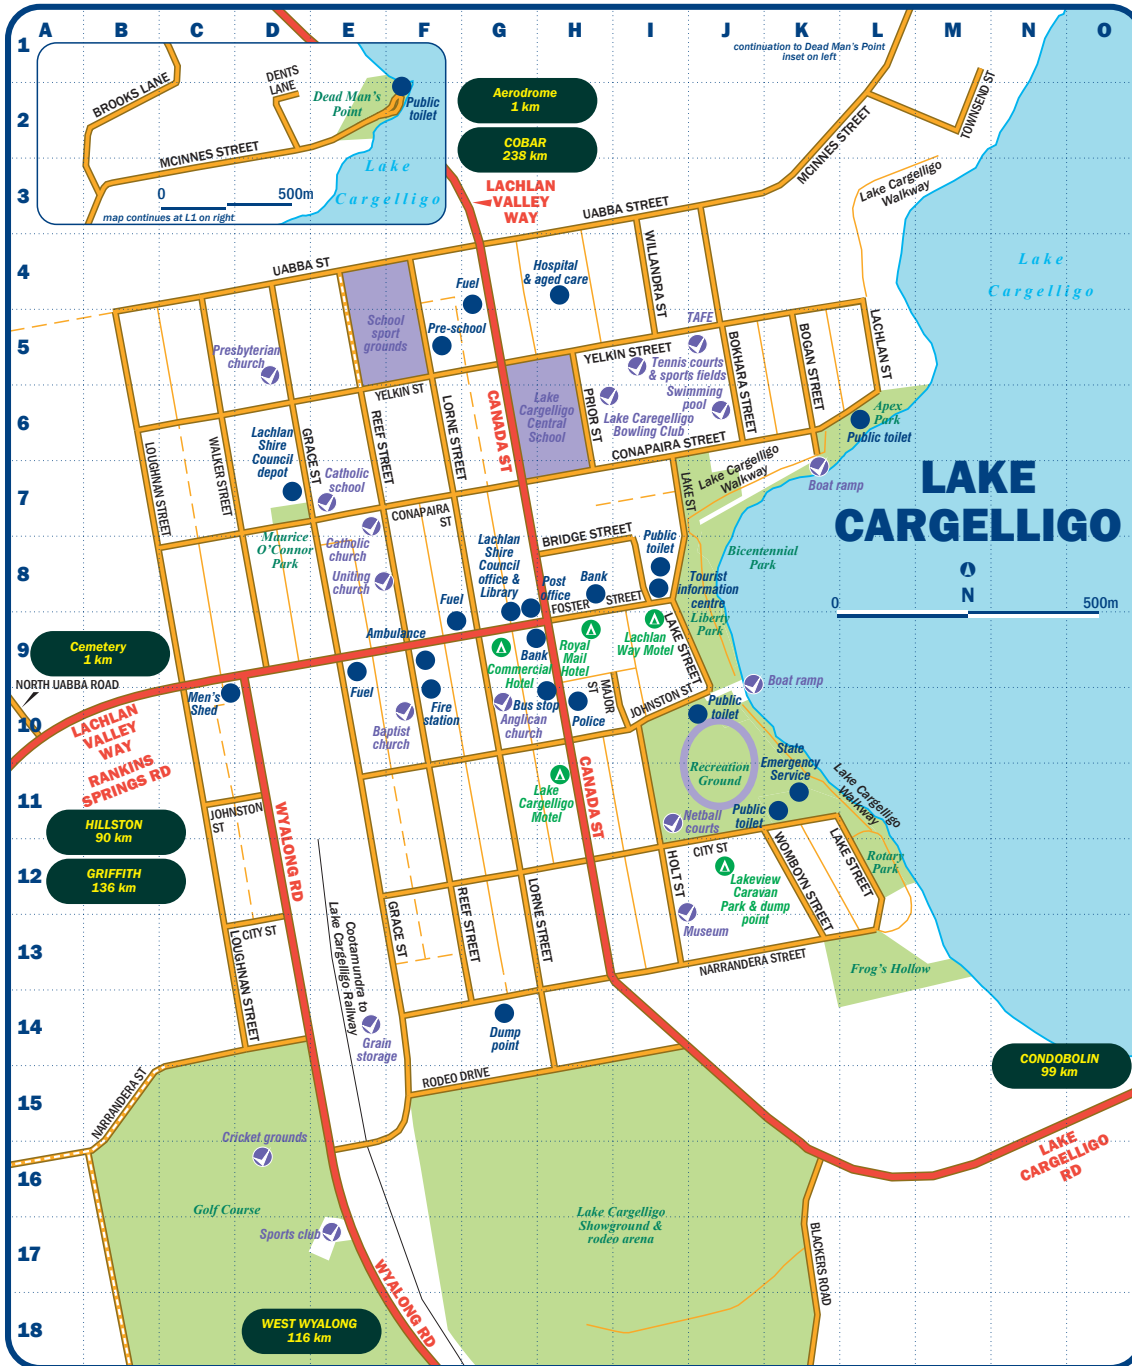 A B C D E F G H I J K L M N O
1
2
3
4
5
6
7
8
9
10
11
12
13
14
15
16
17
18
BROOKS LANE
DENTS
LANE
Dead Man's
Point
Public
toilet
MCINNES STREET
Lake
Cargelligo
0 500m
map continues at L1 on right
Aerodrome
1 km
COBAR
238 km
LACHLAN
VALLEY
WAY
continuation to Dead Man's Point
inset on left
MCINNES STREET
TOWNSEND ST
Lake Cargelligo
Walkway
UABBA STREET
UABBA ST
WILLANDRA ST
Lake
Cargelligo
Hospital
& aged care
Fuel
Pre-school
School
sport
grounds
Presbyterian
church
TAFE
YELKIN STREET
Tennis courts
& sports fields
Swimming
pool
BOKHARA STREET
BOGAN STREET
LACHLAN ST
YELKIN ST
CANADA ST
Lake
Cargelligo
Central
School
PRIOR ST
Lake Caregelligo
Bowling Club
CONAPAIRA STREET
Apex
Park
Public toilet
LOUGHNAN STREET
WALKER STREET
Lachlan
Shire
Council
depot
GRACE ST
REEF STREET
LORNE STREET
Catholic
school
Lake Cargelligo
Walkway
Boat ramp
LAKE
CARGELLIGO
N
0 500m
LAKE ST
CONAPAIRA
ST
Maurice
O'Connor
Park
Catholic
church
Uniting
church
Lachlan
Shire
Council
office &
Library
BRIDGE STREET
Public
toilet
Bicentennial
Park
Post
office
Bank
Tourist
information
centre
FOSTER STREET
Liberty
Park
Fuel
Ambulance
Bank
Commercial
Hotel
Royal
Mail
Hotel
Lachlan
Way Motel
LAKE STREET
Cemetery
1 km
NORTH UABBA ROAD
Men's
Shed
Fuel
Fire
station
Baptist
church
Bus stop
Anglican
church
Police
MAJOR
ST
JOHNSTON ST
Boat ramp
Public
toilet
LACHLAN
VALLEY
WAY
RANKINS
SPRINGS RD
State
Emergency
Service
Recreation
Ground
Lake Cargelligo
Walkway
HILLSTON
90 km
GRIFFITH
136 km
JOHNSTON
ST
WYALONG RD
Lake
Cargelligo
Motel
CANADA ST
Netball
courts
Public
toilet
CITY ST
HOLT ST
Lakeview
Caravan
Park & dump
point
WOMBOYN STREET
LAKE STREET
Rotary
Park
Museum
CITY ST
LOUGHNAN STREET
Cootamundra to
Lake Cargelligo Railway
GRACE ST
REEF STREET
LORNE STREET
NARRANDERA STREET
Frog's Hollow
Grain
storage
Dump
point
CONDOBOLIN
99 km
NARRANDERA ST
RODEO DRIVE
Cricket grounds
Golf Course
Sports club
Lake Cargelligo
Showground &
rodeo arena
LAKE
CARGELLIGO
RD
BLACKERS ROAD
WYALONG RD
WEST WYALONG
116 km